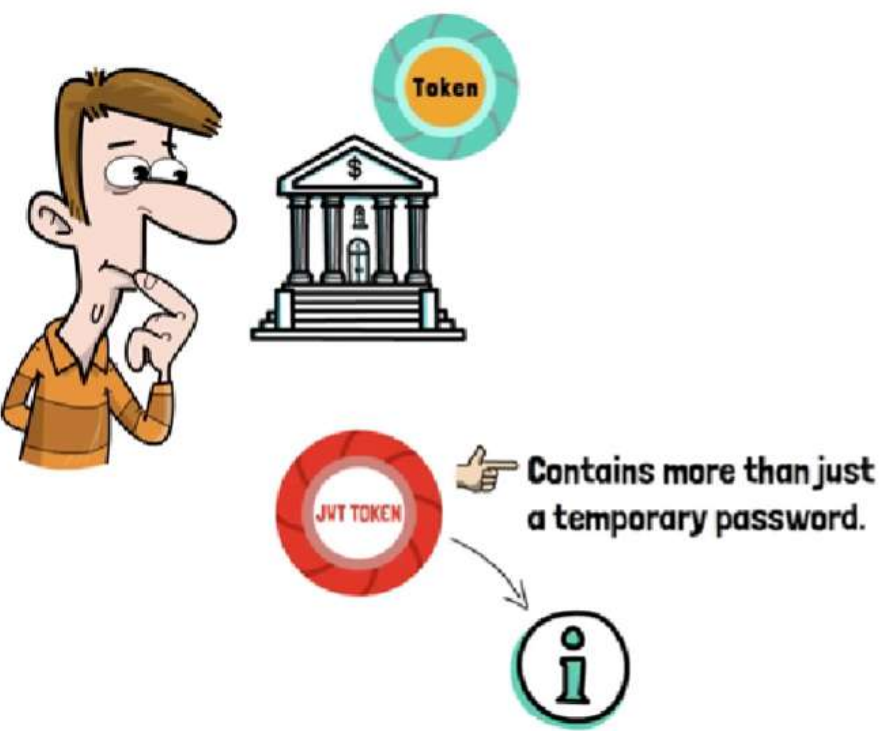 Token
$
JWT TOKEN
Contains more than just
a temporary password.
i